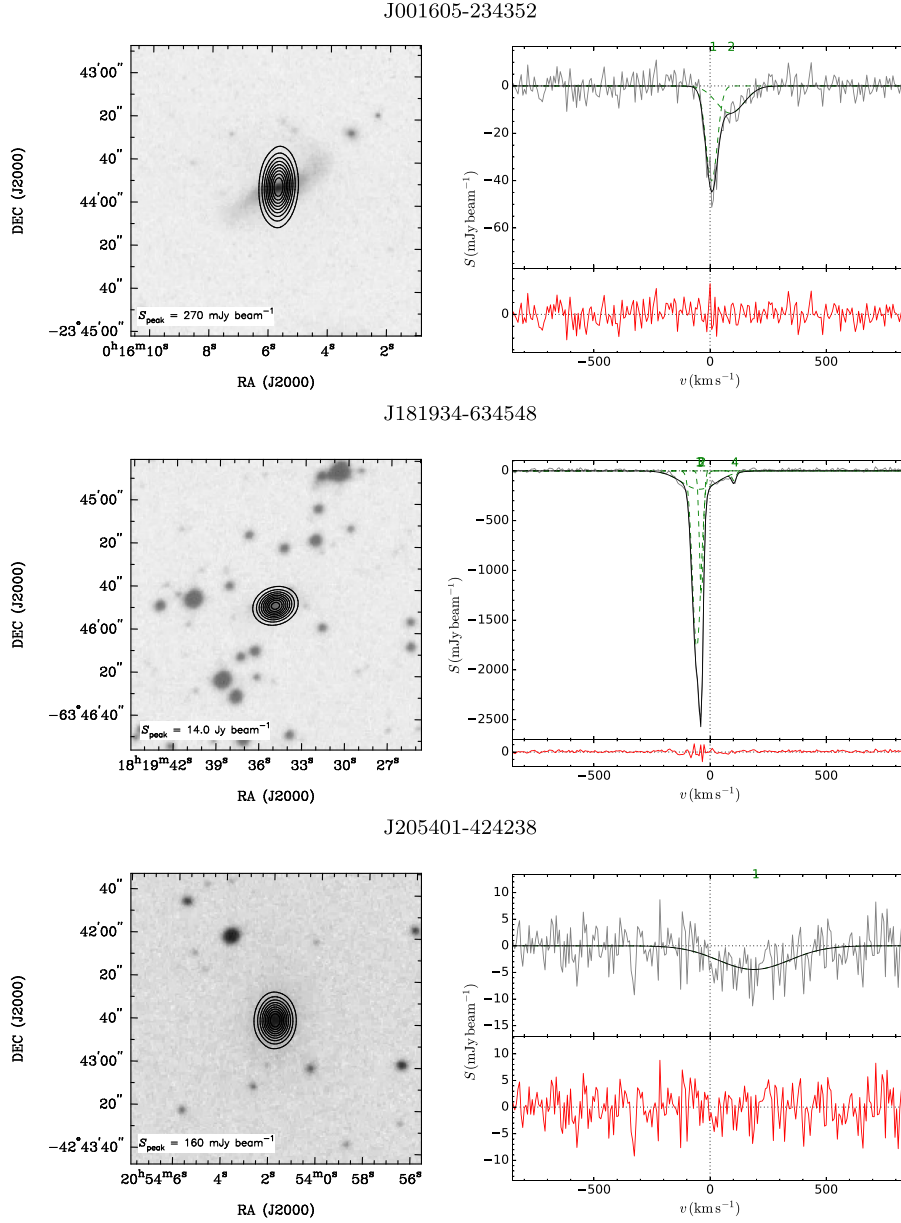 J001605-234352
43′00″
20″
40″
44′00″
20″
40″
−23° 45′00″
DEC (J2000)
S_peak = 270 mJy beam⁻¹
0ʰ16ᵐ10ˢ 8ˢ 6ˢ 4ˢ 2ˢ
RA (J2000)
1 2
0
−20
−40
−60
S (mJy beam⁻¹)
0
−500 0 500
v (km s⁻¹)
J181934-634548
45′00″
20″
40″
46′00″
20″
−63° 46′40″
DEC (J2000)
S_peak = 14.0 Jy beam⁻¹
18ʰ19ᵐ42ˢ 39ˢ 36ˢ 33ˢ 30ˢ 27ˢ
RA (J2000)
4
0
−500
−1000
−1500
−2000
−2500
S (mJy beam⁻¹)
0
−500 0 500
v (km s⁻¹)
J205401-424238
40″
42′00″
20″
40″
43′00″
20″
−42° 43′40″
DEC (J2000)
S_peak = 160 mJy beam⁻¹
20ʰ54ᵐ6ˢ 4ˢ 2ˢ 54ᵐ0ˢ 58ˢ 56ˢ
RA (J2000)
1
10
5
0
−5
−10
−15
S (mJy beam⁻¹)
10
5
0
−5
−10
−500 0 500
v (km s⁻¹)